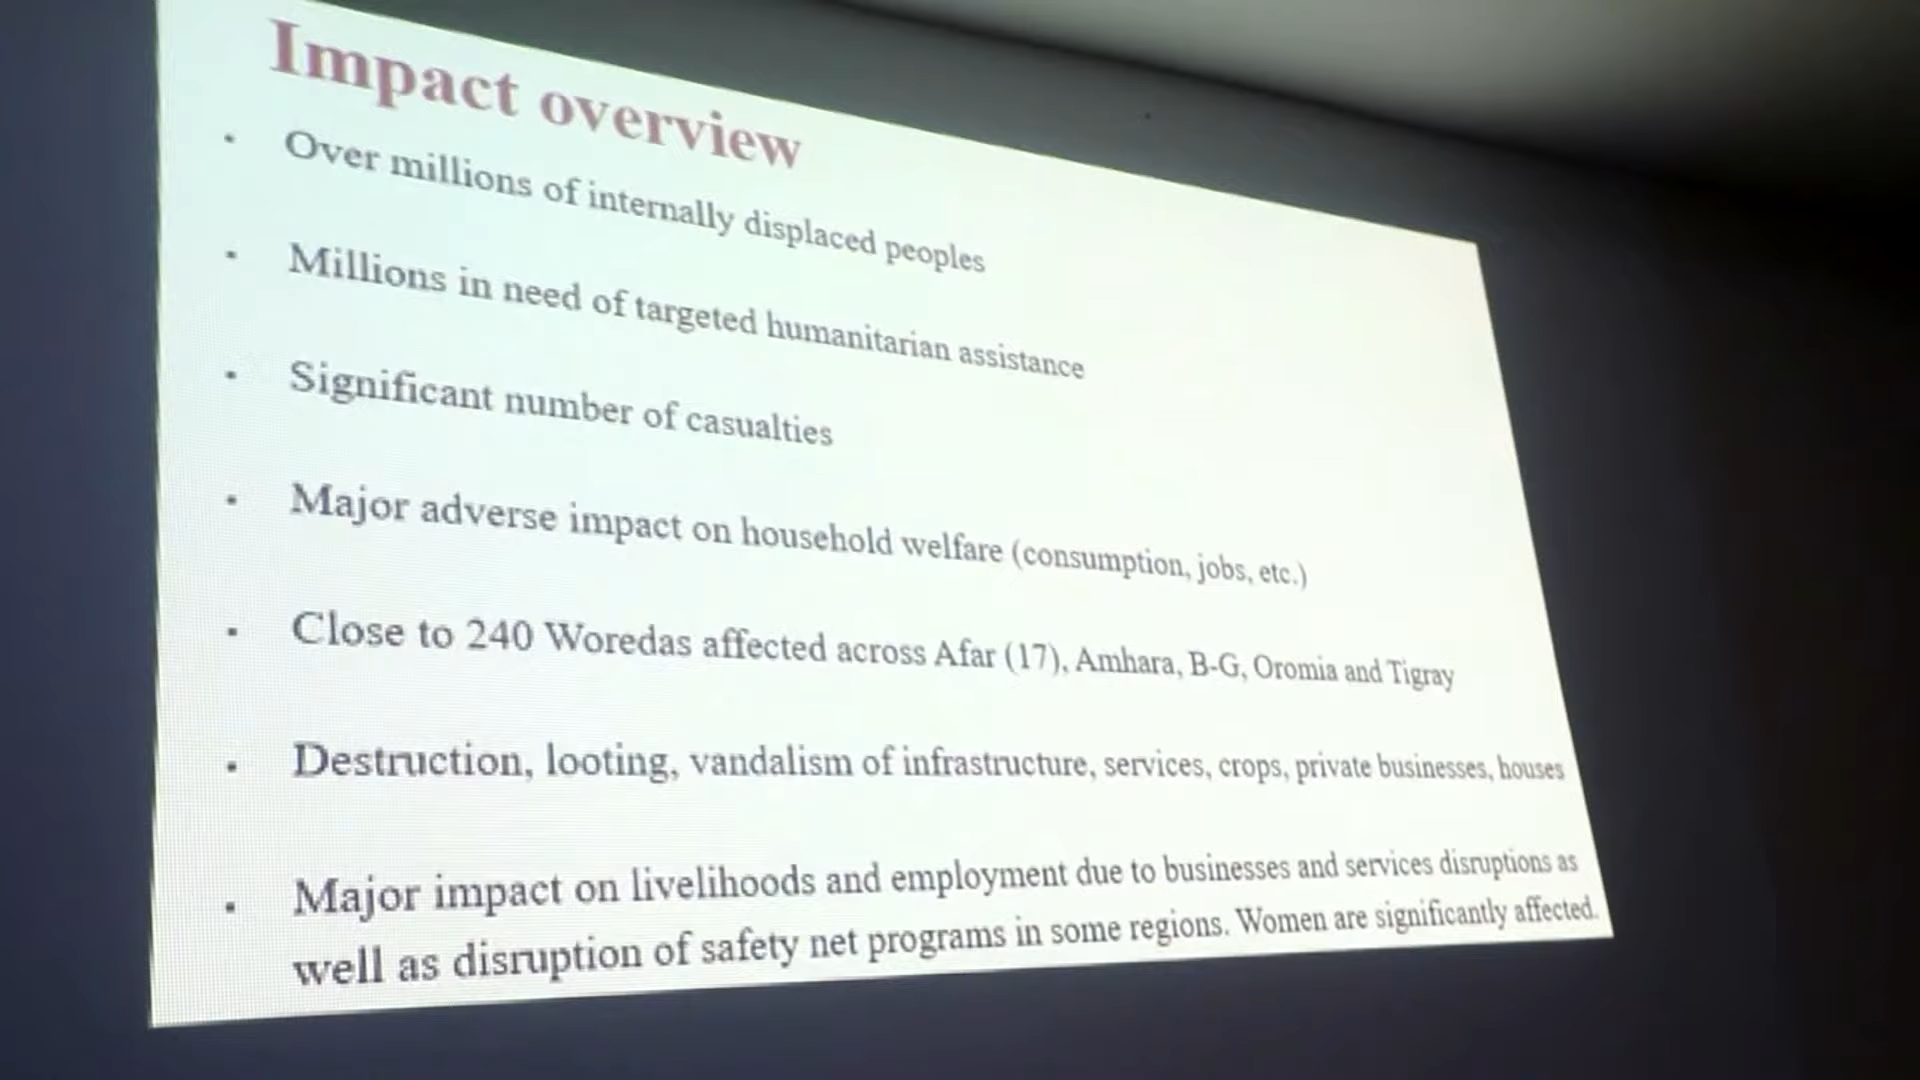 Impact overview
• Over millions of internally displaced peoples
• Millions in need of targeted humanitarian assistance
• Significant number of casualties
• Major adverse impact on household welfare (consumption, jobs, etc.)
• Close to 240 Woredas affected across Afar (17), Amhara, B-G, Oromia and Tigray
• Destruction, looting, vandalism of infrastructure, services, crops, private businesses, houses
• Major impact on livelihoods and employment due to businesses and services disruptions as
well as disruption of safety net programs in some regions. Women are significantly affected.